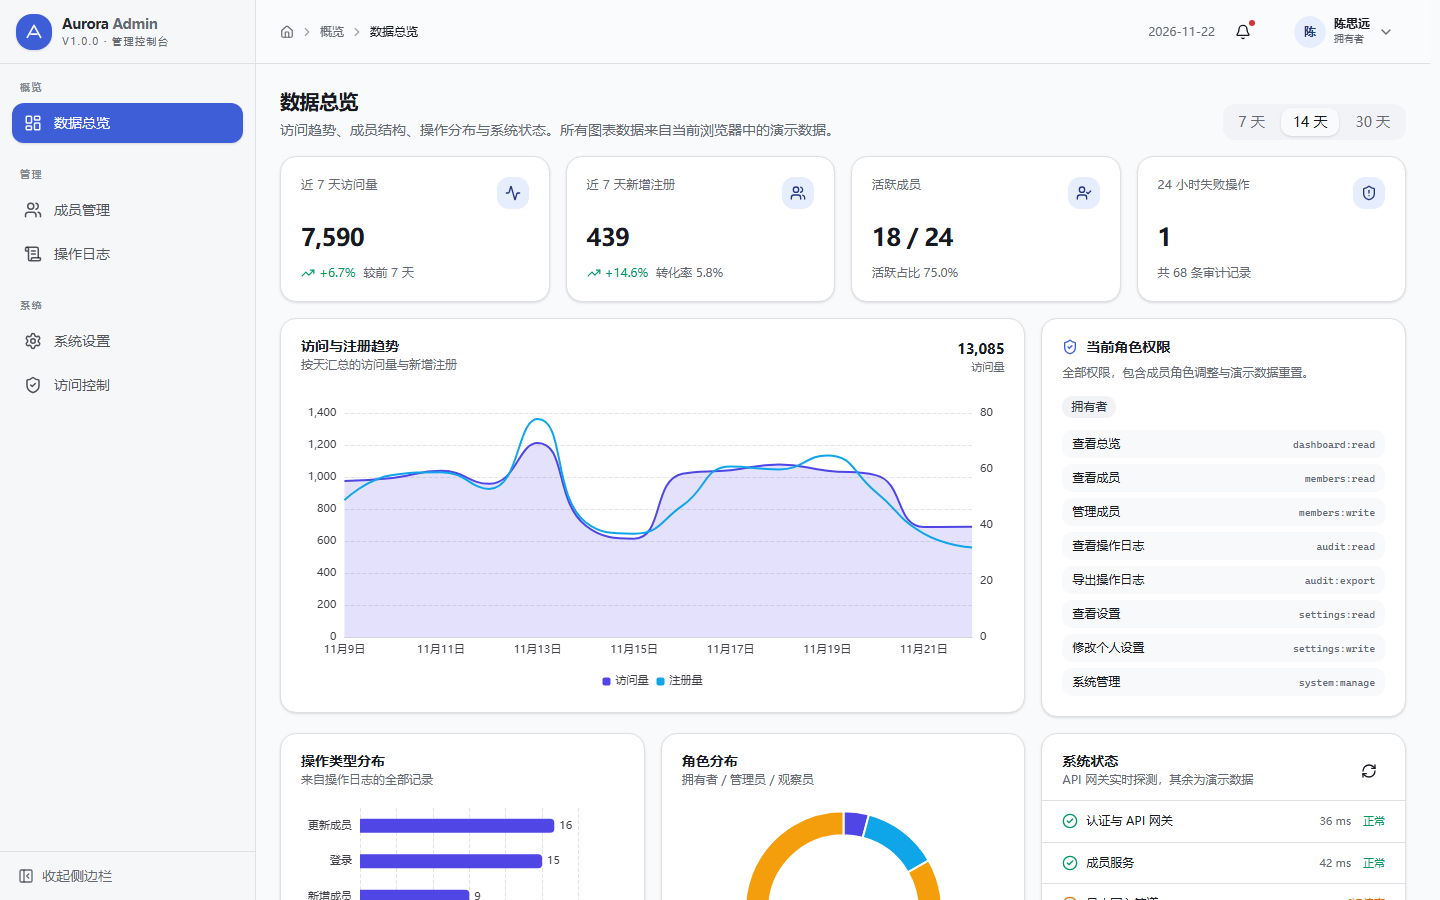 Aurora Admin
V1.0.0 · 管理控制台
概览
数据总览
2026-11-22
陈
陈思远
拥有者
概览
数据总览
管理
成员管理
操作日志
系统
系统设置
访问控制
收起侧边栏
数据总览
访问趋势、成员结构、操作分布与系统状态。所有图表数据来自当前浏览器中的演示数据。
7 天
14 天
30 天
近 7 天访问量
7,590
+6.7% 较前 7 天
近 7 天新增注册
439
+14.6% 转化率 5.8%
活跃成员
18 / 24
活跃占比 75.0%
24 小时失败操作
1
共 68 条审计记录
访问与注册趋势
按天汇总的访问量与新增注册
13,085
访问量
1,400
1,200
1,000
800
600
400
200
0
80
60
40
20
0
11月9日
11月11日
11月13日
11月15日
11月17日
11月19日
11月21日
访问量
注册量
当前角色权限
全部权限，包含成员角色调整与演示数据重置。
拥有者
查看总览 dashboard:read
查看成员 members:read
管理成员 members:write
查看操作日志 audit:read
导出操作日志 audit:export
查看设置 settings:read
修改个人设置 settings:write
系统管理 system:manage
操作类型分布
来自操作日志的全部记录
更新成员 16
登录 15
新增成员 9
角色分布
拥有者 / 管理员 / 观察员
系统状态
API 网关实时探测，其余为演示数据
认证与 API 网关 36 ms 正常
成员服务 42 ms 正常